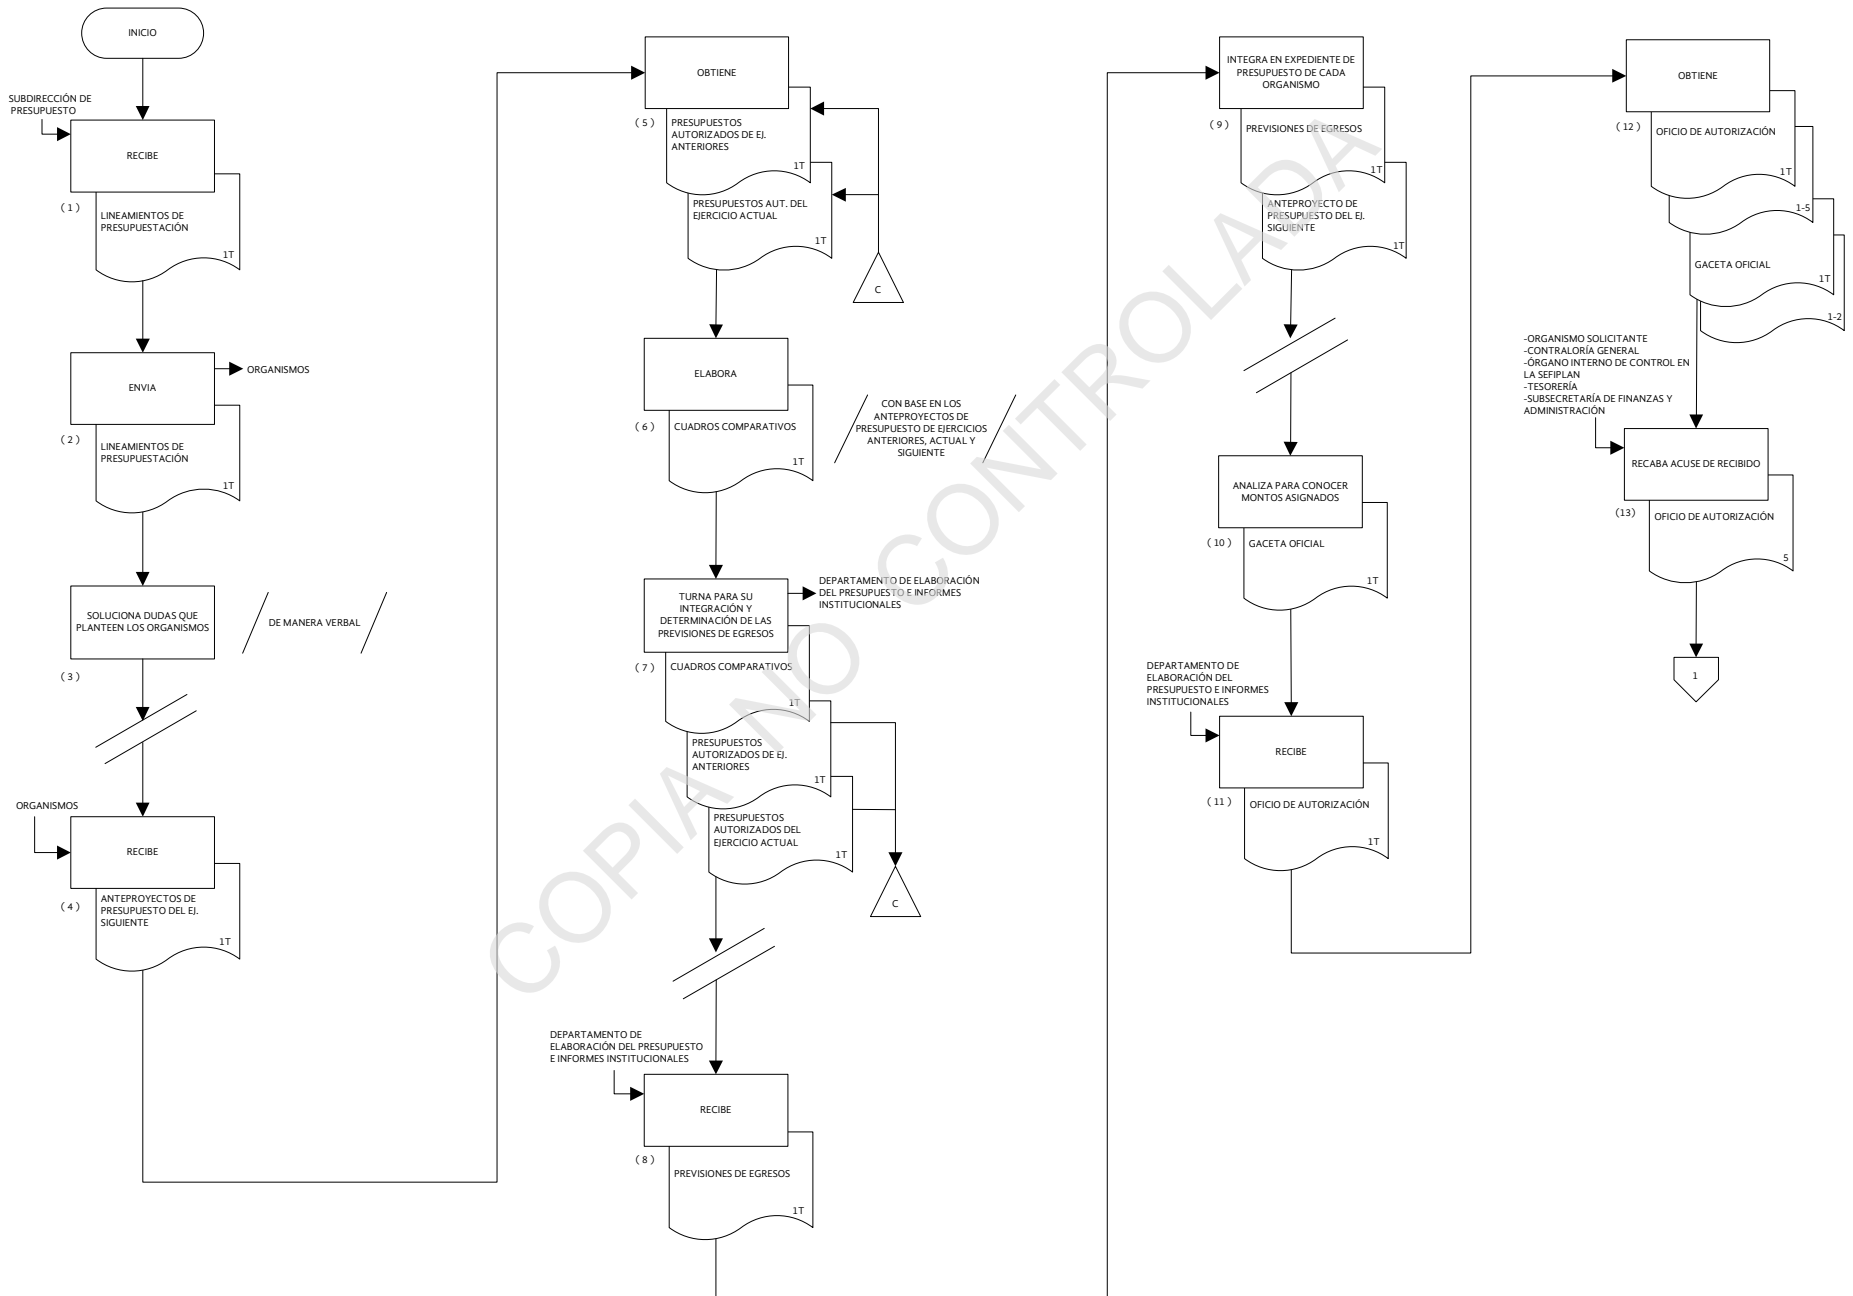 INICIO
SUBDIRECCIÓN DE
PRESUPUESTO
RECIBE
( 1 )
LINEAMIENTOS DE
PRESUPUESTACIÓN
1T
ENVIA
ORGANISMOS
( 2 )
LINEAMIENTOS DE
PRESUPUESTACIÓN
1T
SOLUCIONA DUDAS QUE
PLANTEEN LOS ORGANISMOS
DE MANERA VERBAL
( 3 )
ORGANISMOS
RECIBE
( 4 )
ANTEPROYECTOS DE
PRESUPUESTO DEL EJ.
SIGUIENTE
1T
OBTIENE
( 5 )
PRESUPUESTOS
AUTORIZADOS DE EJ.
ANTERIORES
1T
PRESUPUESTOS AUT. DEL
EJERCICIO ACTUAL
1T
C
ELABORA
( 6 )
CUADROS COMPARATIVOS
1T
CON BASE EN LOS
ANTEPROYECTOS DE
PRESUPUESTO DE EJERCICIOS
ANTERIORES, ACTUAL Y
SIGUIENTE
TURNA PARA SU
INTEGRACIÓN Y
DETERMINACIÓN DE LAS
PREVISIONES DE EGRESOS
DEPARTAMENTO DE ELABORACIÓN
DEL PRESUPUESTO E INFORMES
INSTITUCIONALES
( 7 )
CUADROS COMPARATIVOS
1T
PRESUPUESTOS
AUTORIZADOS DE EJ.
ANTERIORES
1T
PRESUPUESTOS
AUTORIZADOS DEL
EJERCICIO ACTUAL
1T
C
DEPARTAMENTO DE
ELABORACIÓN DEL PRESUPUESTO
E INFORMES INSTITUCIONALES
RECIBE
( 8 )
PREVISIONES DE EGRESOS
1T
INTEGRA EN EXPEDIENTE DE
PRESUPUESTO DE CADA
ORGANISMO
( 9 )
PREVISIONES DE EGRESOS
1T
ANTEPROYECTO DE
PRESUPUESTO DEL EJ.
SIGUIENTE
1T
ANALIZA PARA CONOCER
MONTOS ASIGNADOS
( 10 )
GACETA OFICIAL
1T
DEPARTAMENTO DE
ELABORACIÓN DEL
PRESUPUESTO E INFORMES
INSTITUCIONALES
RECIBE
( 11 )
OFICIO DE AUTORIZACIÓN
1T
OBTIENE
( 12 )
OFICIO DE AUTORIZACIÓN
1T
1-5
GACETA OFICIAL
1T
1-2
-ORGANISMO SOLICITANTE
-CONTRALORÍA GENERAL
-ÓRGANO INTERNO DE CONTROL EN
LA SEFIPLAN
-TESORERÍA
-SUBSECRETARÍA DE FINANZAS Y
ADMINISTRACIÓN
RECABA ACUSE DE RECIBIDO
(13)
OFICIO DE AUTORIZACIÓN
5
1
COPIA NO CONTROLADA